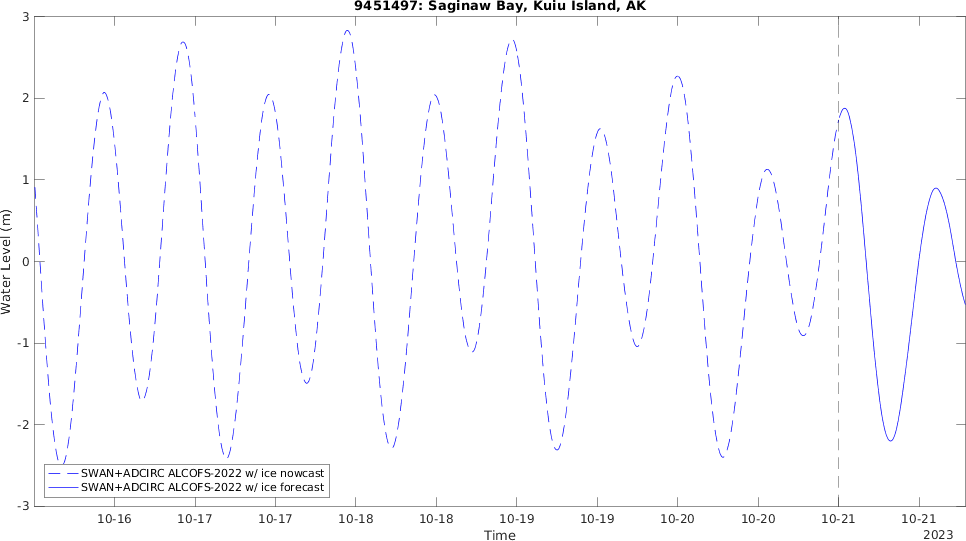 9451497: Saginaw Bay, Kuiu Island, AK
Water Level (m)
3
2
1
0
-1
-2
-3
SWAN+ADCIRC ALCOFS-2022 w/ ice nowcast
SWAN+ADCIRC ALCOFS-2022 w/ ice forecast
10-16 10-17 10-17 10-18 10-18 10-19 10-19 10-20 10-20 10-21 10-21
Time
2023